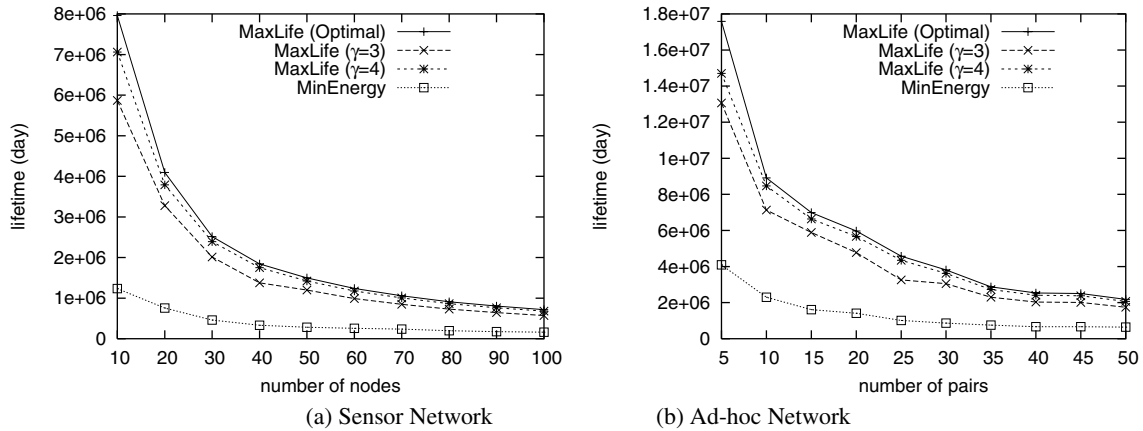 8e+06
7e+06
6e+06
5e+06
4e+06
3e+06
2e+06
1e+06
0
lifetime (day)
10 20 30 40 50 60 70 80 90 100
number of nodes
MaxLife (Optimal)
MaxLife (γ=3)
MaxLife (γ=4)
MinEnergy
(a) Sensor Network
1.8e+07
1.6e+07
1.4e+07
1.2e+07
1e+07
8e+06
6e+06
4e+06
2e+06
0
lifetime (day)
5 10 15 20 25 30 35 40 45 50
number of pairs
MaxLife (Optimal)
MaxLife (γ=3)
MaxLife (γ=4)
MinEnergy
(b) Ad-hoc Network